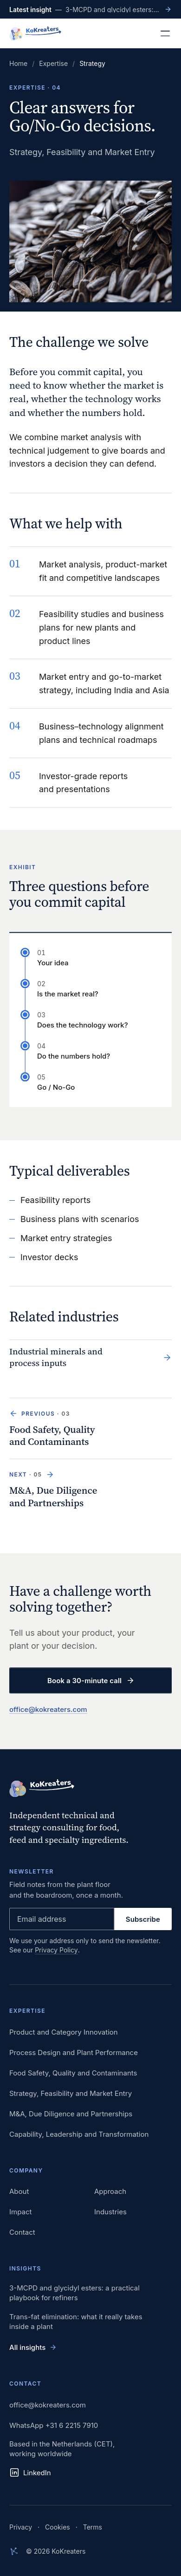 Latest insight — 3-MCPD and glycidyl esters:... →
KoKreaters
Home / Expertise / Strategy
EXPERTISE · 04
Clear answers for
Go/No-Go decisions.
Strategy, Feasibility and Market Entry
The challenge we solve
Before you commit capital, you
need to know whether the market is
real, whether the technology works
and whether the numbers hold.
We combine market analysis with
technical judgement to give boards and
investors a decision they can defend.
What we help with
01 Market analysis, product-market
fit and competitive landscapes
02 Feasibility studies and business
plans for new plants and
product lines
03 Market entry and go-to-market
strategy, including India and Asia
04 Business–technology alignment
plans and technical roadmaps
05 Investor-grade reports
and presentations
EXHIBIT
Three questions before
you commit capital
01
Your idea
02
Is the market real?
03
Does the technology work?
04
Do the numbers hold?
05
Go / No-Go
Typical deliverables
— Feasibility reports
— Business plans with scenarios
— Market entry strategies
— Investor decks
Related industries
Industrial minerals and
process inputs →
← PREVIOUS · 03
Food Safety, Quality
and Contaminants
NEXT · 05 →
M&A, Due Diligence
and Partnerships
Have a challenge worth
solving together?
Tell us about your product, your
plant or your decision.
Book a 30-minute call →
office@kokreaters.com
KoKreaters
Independent technical and
strategy consulting for food,
feed and specialty ingredients.
NEWSLETTER
Field notes from the plant floor
and the boardroom, once a month.
Email address Subscribe
We use your address only to send the newsletter.
See our Privacy Policy.
EXPERTISE
Product and Category Innovation
Process Design and Plant Performance
Food Safety, Quality and Contaminants
Strategy, Feasibility and Market Entry
M&A, Due Diligence and Partnerships
Capability, Leadership and Transformation
COMPANY
About Approach
Impact Industries
Contact
INSIGHTS
3-MCPD and glycidyl esters: a practical
playbook for refiners
Trans-fat elimination: what it really takes
inside a plant
All insights →
CONTACT
office@kokreaters.com
WhatsApp +31 6 2215 7910
Based in the Netherlands (CET),
working worldwide
LinkedIn
Privacy · Cookies · Terms
© 2026 KoKreaters